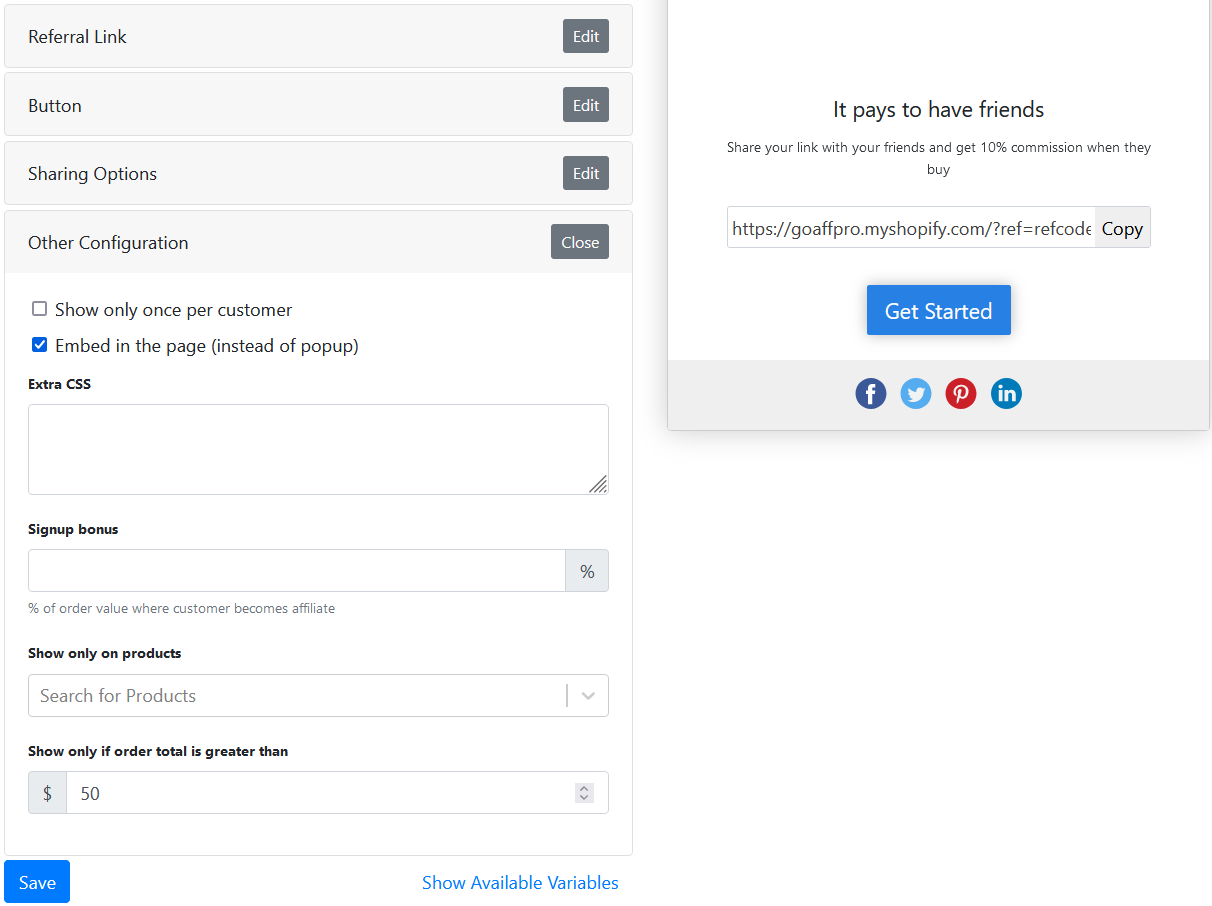 Referral Link
Edit
Button
Edit
Sharing Options
Edit
Other Configuration
Close
Show only once per customer
Embed in the page (instead of popup)
Extra CSS
Signup bonus
%
% of order value where customer becomes affiliate
Show only on products
Search for Products
Show only if order total is greater than
$
50
Save
Show Available Variables
It pays to have friends
Share your link with your friends and get 10% commission when they
buy
https://goaffpro.myshopify.com/?ref=refcode
Copy
Get Started